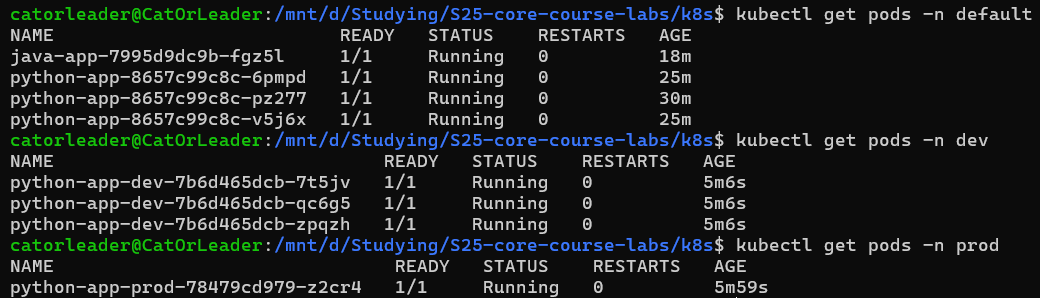 catorleader@CatOrLeader:/mnt/d/Studying/S25-core-course-labs/k8s$ kubectl get pods -n default
NAME READY STATUS RESTARTS AGE
java-app-7995d9dc9b-fgz5l 1/1 Running 0 18m
python-app-8657c99c8c-6pmpd 1/1 Running 0 25m
python-app-8657c99c8c-pz277 1/1 Running 0 30m
python-app-8657c99c8c-v5j6x 1/1 Running 0 25m
catorleader@CatOrLeader:/mnt/d/Studying/S25-core-course-labs/k8s$ kubectl get pods -n dev
NAME READY STATUS RESTARTS AGE
python-app-dev-7b6d465dcb-7t5jv 1/1 Running 0 5m6s
python-app-dev-7b6d465dcb-qc6g5 1/1 Running 0 5m6s
python-app-dev-7b6d465dcb-zpqzh 1/1 Running 0 5m6s
catorleader@CatOrLeader:/mnt/d/Studying/S25-core-course-labs/k8s$ kubectl get pods -n prod
NAME READY STATUS RESTARTS AGE
python-app-prod-78479cd979-z2cr4 1/1 Running 0 5m59s